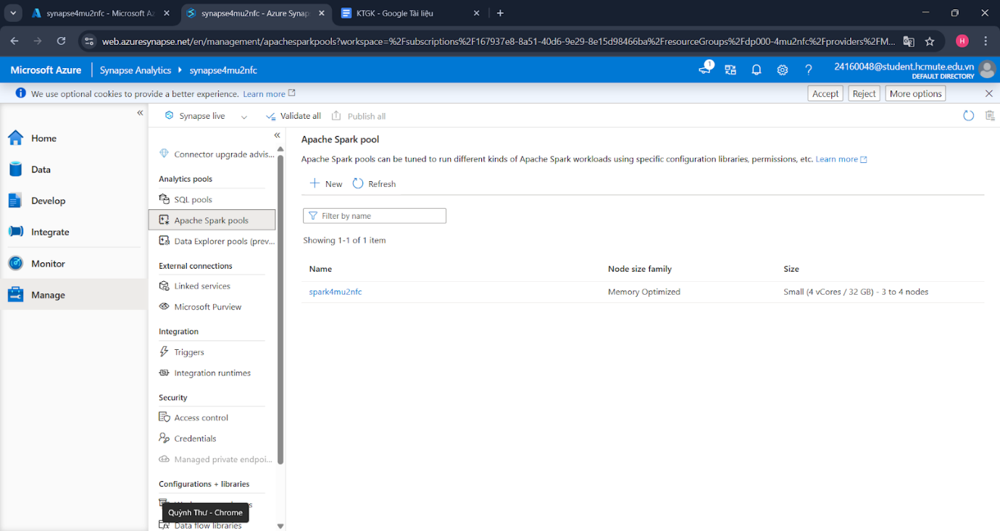 synapse4mu2nfc - Microsoft Az
synapse4mu2nfc - Azure Synap
KTGK - Google Tài liệu
web.azuresynapse.net/en/management/apachesparkpools?workspace=%2Fsubscriptions%2F167937e8-8a51-40d6-9e29-8e15d98466ba%2FresourceGroups%2Fdp000-4mu2nfc%2Fproviders%2FM...
H
Microsoft Azure
Synapse Analytics
synapse4mu2nfc
1
24160048@student.hcmute.edu.vn
DEFAULT DIRECTORY
We use optional cookies to provide a better experience. Learn more
Accept
Reject
More options
Home
Data
Develop
Integrate
Monitor
Manage
Synapse live
Validate all
Publish all
Connector upgrade advis...
Analytics pools
SQL pools
Apache Spark pools
Data Explorer pools (prev...
External connections
Linked services
Microsoft Purview
Integration
Triggers
Integration runtimes
Security
Access control
Credentials
Managed private endpoi...
Configurations + libraries
Quỳnh Thư - Chrome
Data flow libraries
Apache Spark pool
Apache Spark pools can be tuned to run different kinds of Apache Spark workloads using specific configuration libraries, permissions, etc. Learn more
New
Refresh
Filter by name
Showing 1-1 of 1 item
Name Node size family Size
spark4mu2nfc Memory Optimized Small (4 vCores / 32 GB) - 3 to 4 nodes